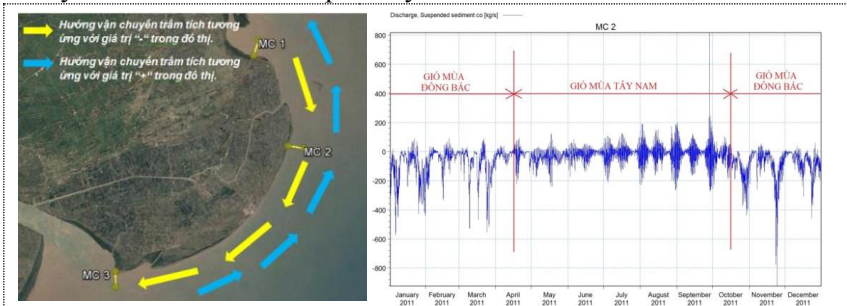 Hướng vận chuyển trầm tích tương
ứng với giá trị “-“ trong đồ thị.
Hướng vận chuyển trầm tích tương
ứng với giá trị “+“ trong đồ thị.
MC 1
MC 2
MC 3
Discharge, Suspended sediment co [kg/s]
MC 2
GIÓ MÙA
ĐÔNG BẮC
GIÓ MÙA TÂY NAM
GIÓ MÙA
ĐÔNG BẮC
800
600
400
200
0
-200
-400
-600
-800
January
2011
February
2011
March
2011
April
2011
May
2011
June
2011
July
2011
August
2011
September
2011
October
2011
November
2011
December
2011